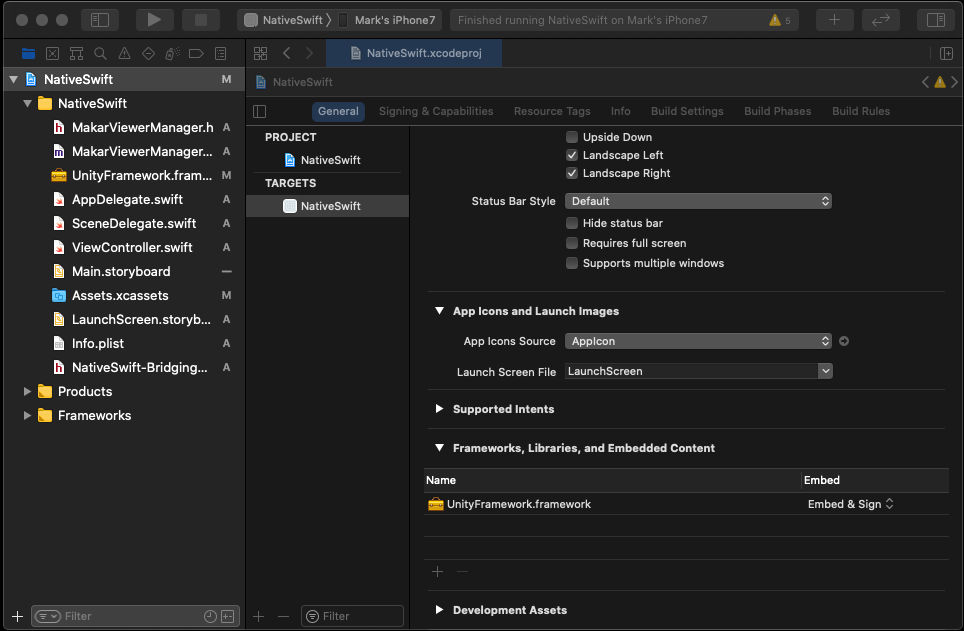 NativeSwift Mark's iPhone7 Finished running NativeSwift on Mark's iPhone7 5
NativeSwift.xcodeproj
NativeSwift M
NativeSwift
NativeSwift
MakarViewerManager.h A
MakarViewerManager... A
UnityFramework.fram... M
AppDelegate.swift A
SceneDelegate.swift A
ViewController.swift A
Main.storyboard —
Assets.xcassets M
LaunchScreen.storyb... A
Info.plist A
NativeSwift-Bridging... A
Products
Frameworks
Filter
General Signing & Capabilities Resource Tags Info Build Settings Build Phases Build Rules
PROJECT
NativeSwift
TARGETS
NativeSwift
Filter
Upside Down
Landscape Left
Landscape Right
Status Bar Style Default
Hide status bar
Requires full screen
Supports multiple windows
App Icons and Launch Images
App Icons Source AppIcon
Launch Screen File LaunchScreen
Supported Intents
Frameworks, Libraries, and Embedded Content
Name Embed
UnityFramework.framework Embed & Sign
Development Assets